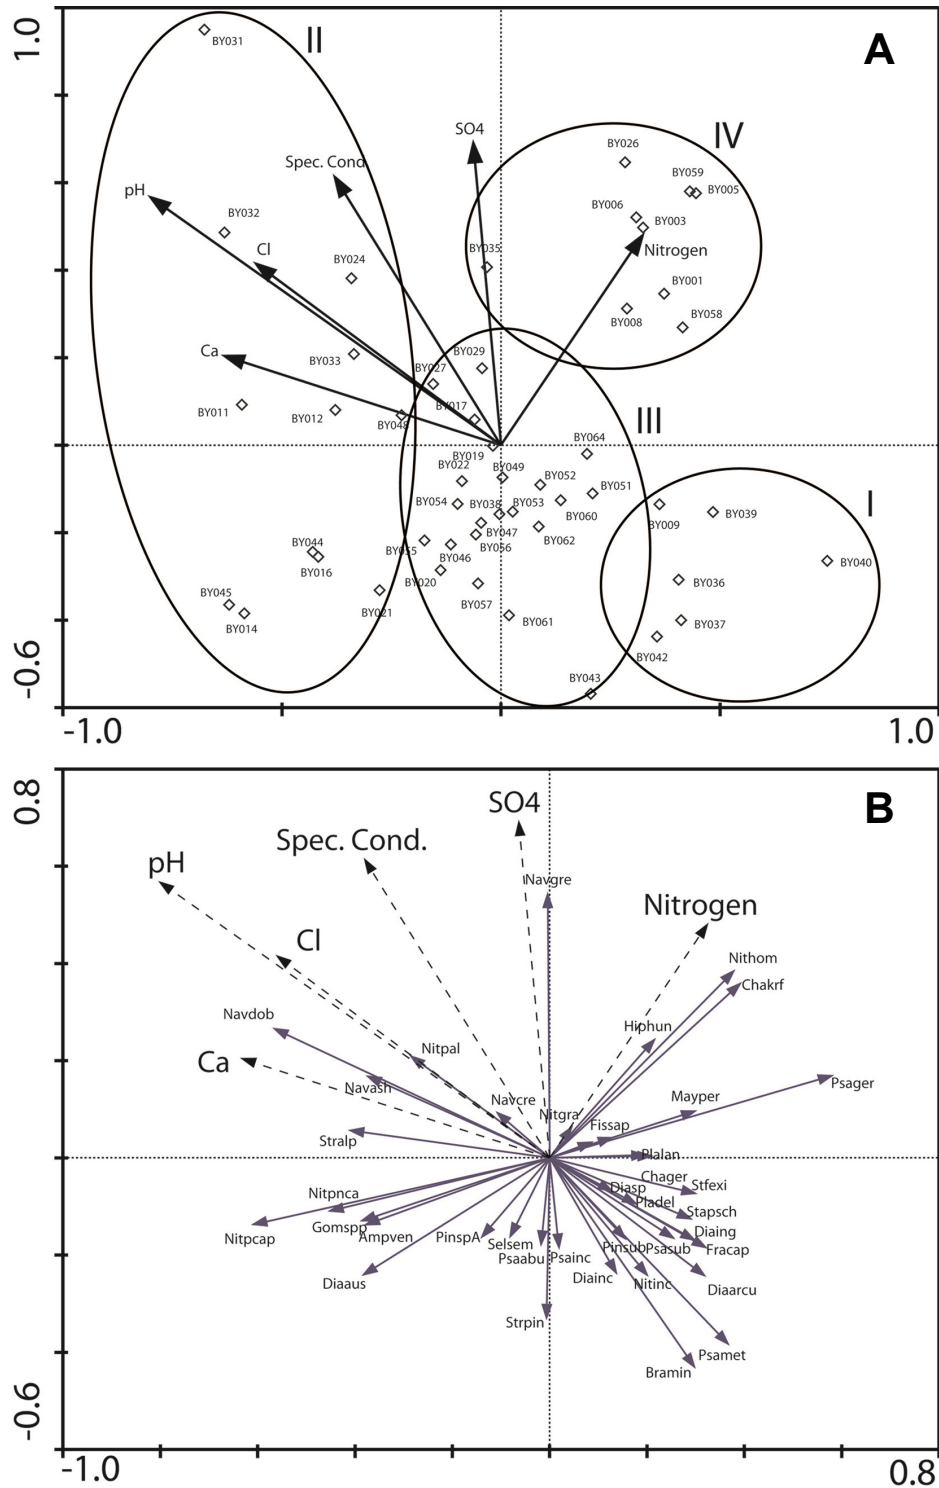 1.0
A
II
BY031
SO4
IV
BY026
Spec. Cond
BY059
BY005
pH
BY006
BY003
BY032
Cl
BY035
Nitrogen
BY024
BY001
BY008
BY058
Ca
BY029
BY033
BY027
BY011
BY012
BY017
BY048
III
BY064
BY019
BY022
BY049
BY052
BY051
I
BY054
BY038
BY053
BY060
BY009
BY039
BY047
BY062
BY044
BY055
BY056
BY016
BY046
BY040
BY020
BY036
BY045
BY021
BY057
BY061
BY037
BY014
BY042
-0.6
BY043
-1.0
1.0
0.8
B
SO4
Spec. Cond.
pH
Navgre
Nitrogen
Cl
Nithom
Chakrf
Navdob
Hiphun
Nitpal
Ca
Navash
Psager
Navcre
Mayper
Nitgra
Fissap
Stralp
Plalan
Chager
Diasp
Stfexi
Nitpnca
Pladel
Stapsch
Gomspp
Diaing
Nitpcap
Ampven
PinspA
Selsem
Pinsub
Psasub
Fracap
Psaabu
Psainc
Diaaus
Diainc
Nitinc
Diaarcu
Strpin
Psamet
Bramin
-0.6
-1.0
0.8